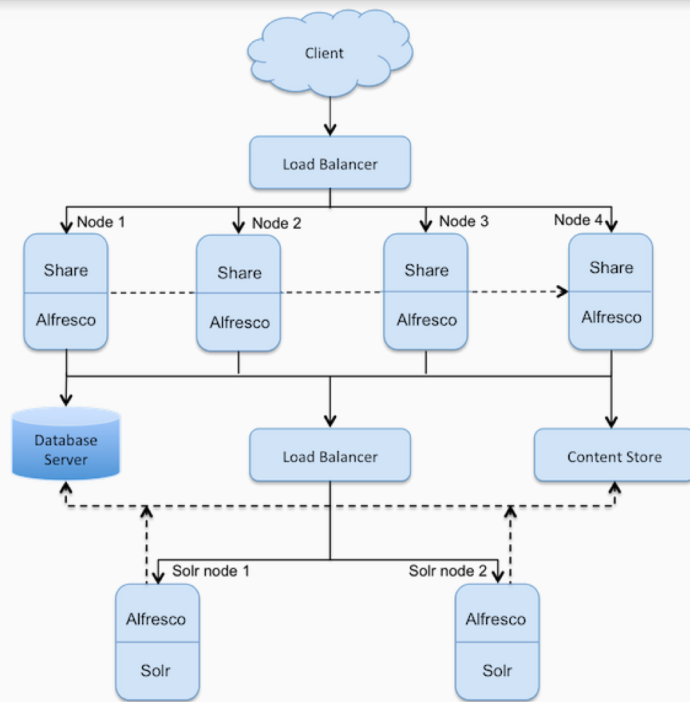 Client
Load Balancer
Node 1
Node 2
Node 3
Node 4
Share
Share
Share
Share
Alfresco
Alfresco
Alfresco
Alfresco
Database
Server
Load Balancer
Content Store
Solr node 1
Solr node 2
Alfresco
Alfresco
Solr
Solr